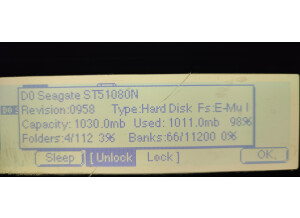 D0 Seagate ST51080N
Revision:0958 Type:Hard Disk Fs:E-Mu
Capacity: 1030.0mb Used: 1011.0mb 98%
Folders:4/112 3% Banks:66/11200 0%
Sleep [Unlock Lock] OK